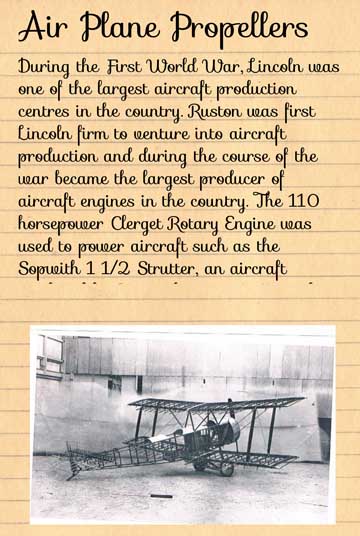 Air Plane Propellers
During the First World War, Lincoln was
one of the largest aircraft production
centres in the country. Ruston was first
Lincoln firm to venture into aircraft
production and during the course of the
war became the largest producer of
aircraft engines in the country. The 110
horsepower Clerget Rotary Engine was
used to power aircraft such as the
Sopwith 1 1/2 Strutter, an aircraft